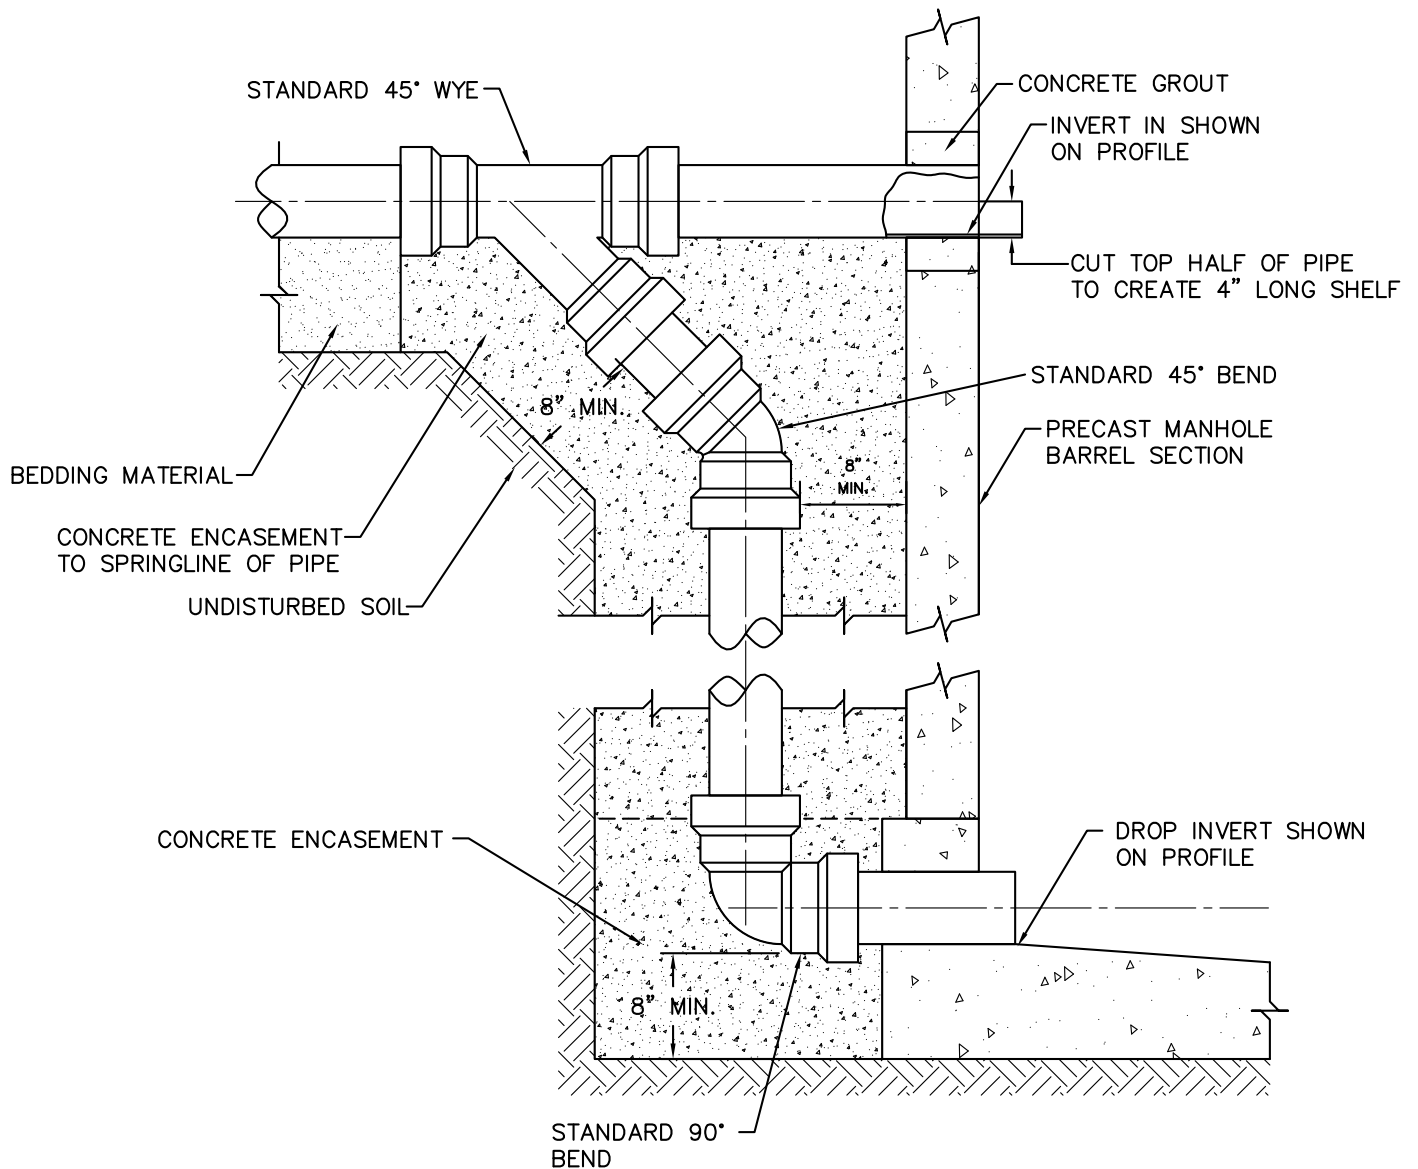 STANDARD 45° WYE
CONCRETE GROUT
INVERT IN SHOWN
ON PROFILE
CUT TOP HALF OF PIPE
TO CREATE 4" LONG SHELF
STANDARD 45° BEND
8" MIN.
PRECAST MANHOLE
BARREL SECTION
8"
MIN.
BEDDING MATERIAL
CONCRETE ENCASEMENT
TO SPRINGLINE OF PIPE
UNDISTURBED SOIL
CONCRETE ENCASEMENT
DROP INVERT SHOWN
ON PROFILE
8" MIN.
STANDARD 90°
BEND